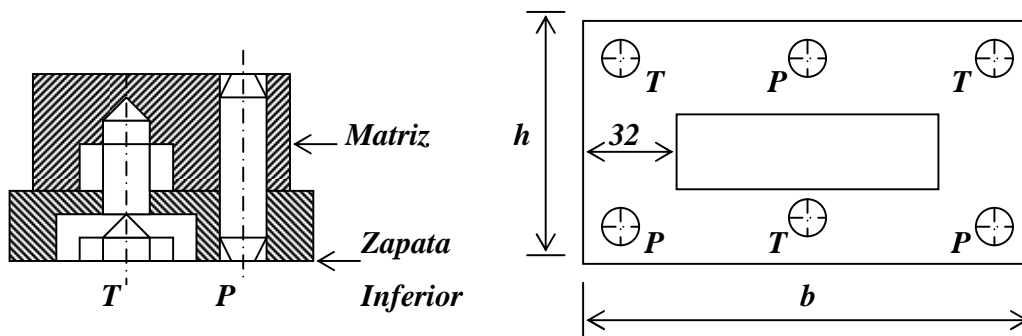 Matriz
Zapata
Inferior
T P
h
32
T P T
P T P
b